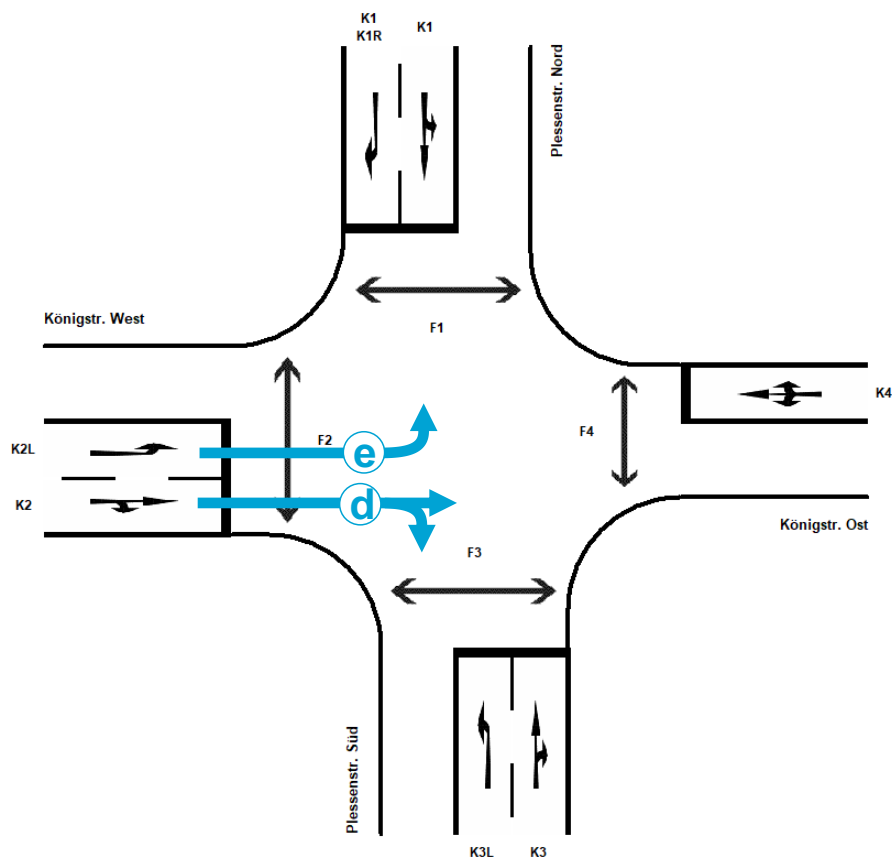 K1
K1R
K1
Plessenstr. Nord
Königstr. West
F1
K4
F2
F4
K2L
e
K2
d
Königstr. Ost
F3
Plessenstr. Süd
K3L
K3